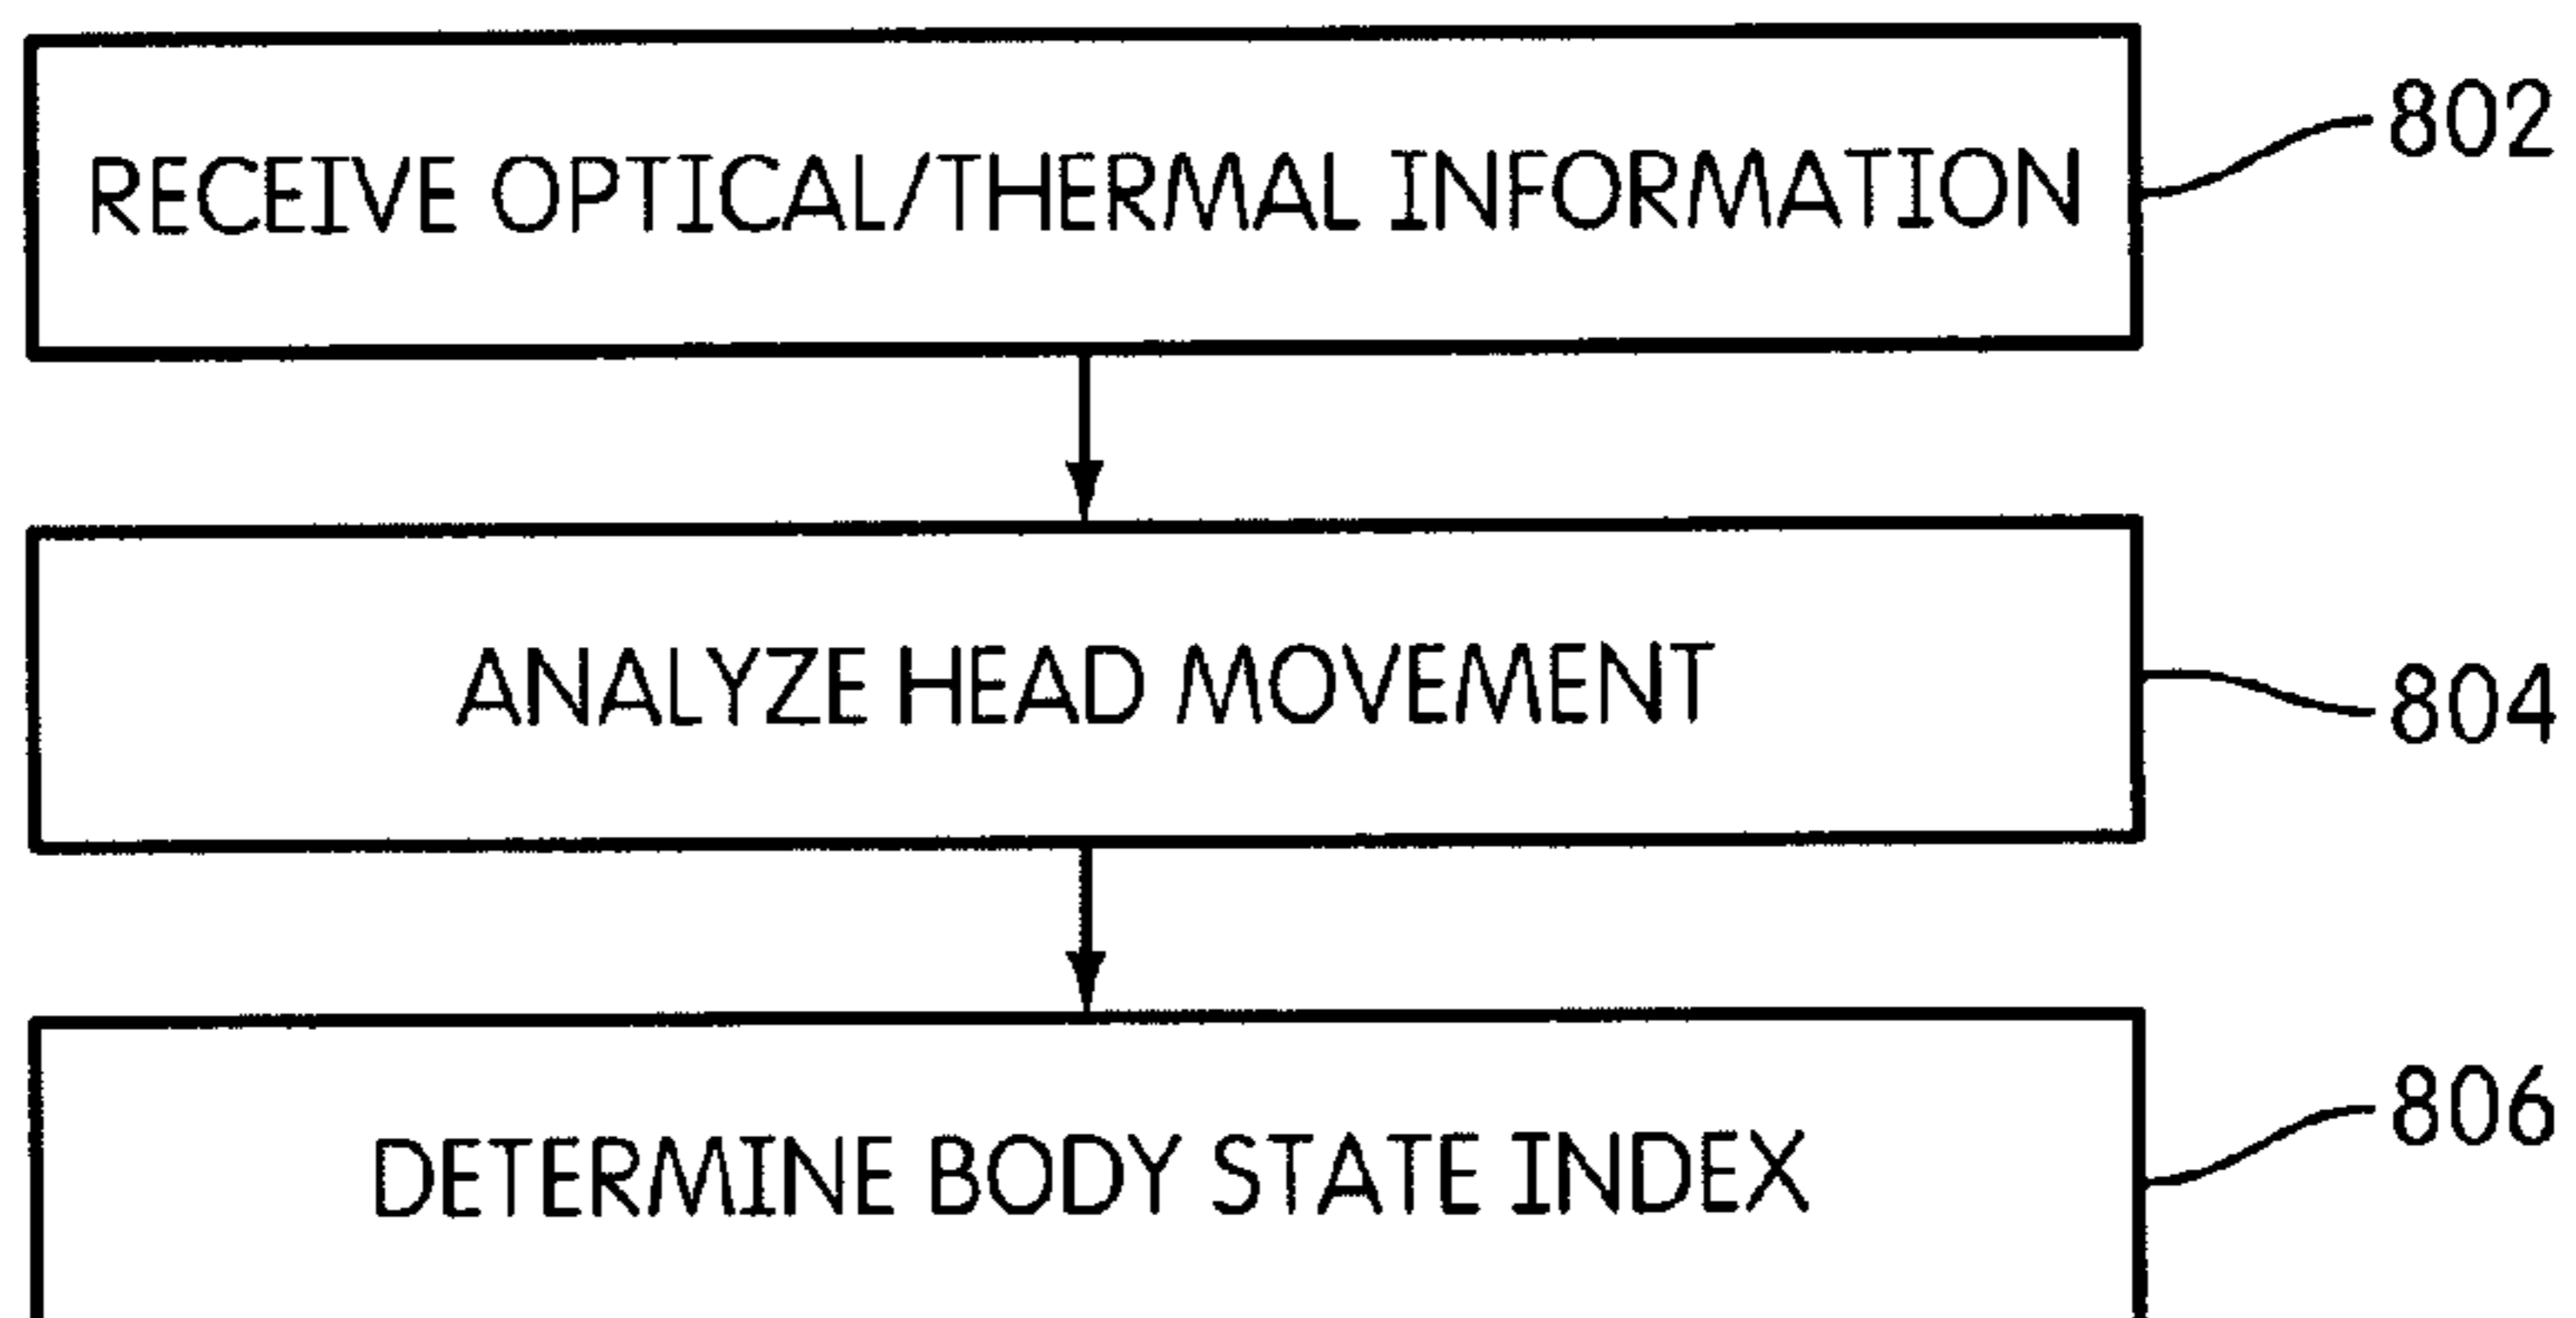 RECEIVE OPTICAL/THERMAL INFORMATION
802
ANALYZE HEAD MOVEMENT
804
DETERMINE BODY STATE INDEX
806